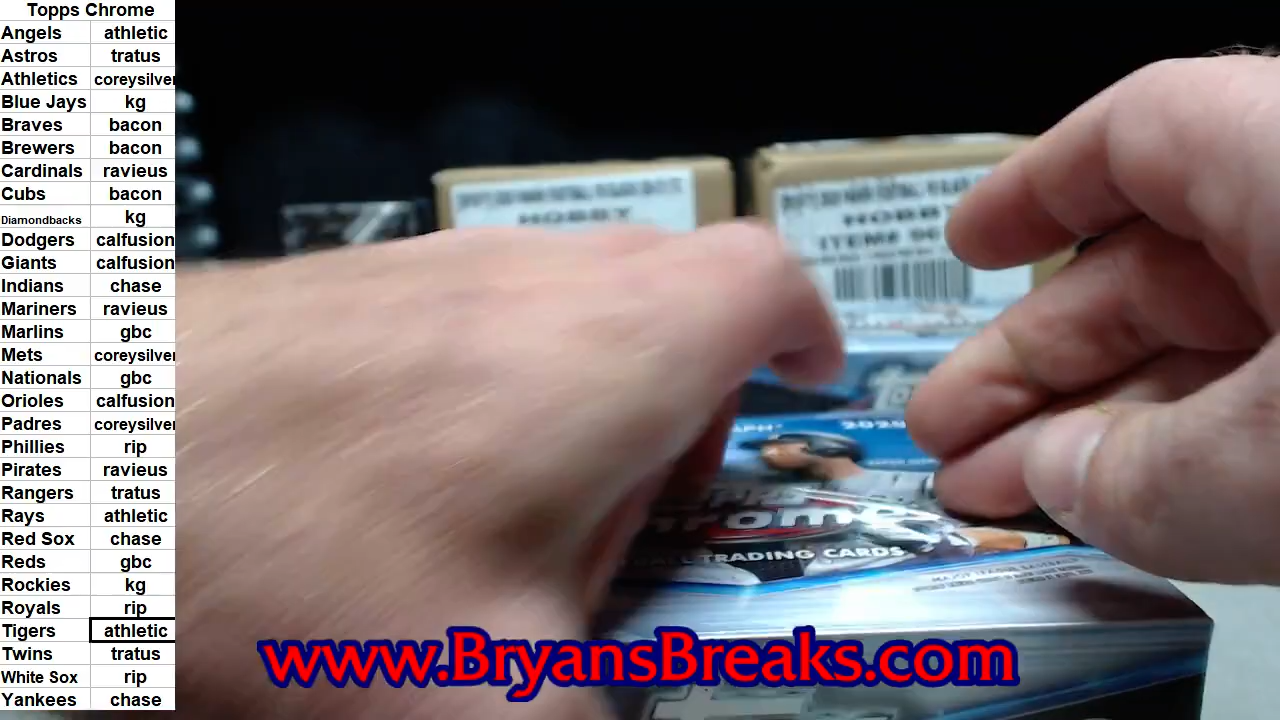 Topps Chrome
Angels athletic
Astros tratus
Athletics coreysilver
Blue Jays kg
Braves bacon
Brewers bacon
Cardinals ravieus
Cubs bacon
Diamondbacks kg
Dodgers calfusion
Giants calfusion
Indians chase
Mariners ravieus
Marlins gbc
Mets coreysilver
Nationals gbc
Orioles calfusion
Padres coreysilver
Phillies rip
Pirates ravieus
Rangers tratus
Rays athletic
Red Sox chase
Reds gbc
Rockies kg
Royals rip
Tigers athletic
Twins tratus
White Sox rip
Yankees chase
HOBBY
HOBBY
ITEM#
TRADING CARDS
www.BryansBreaks.com